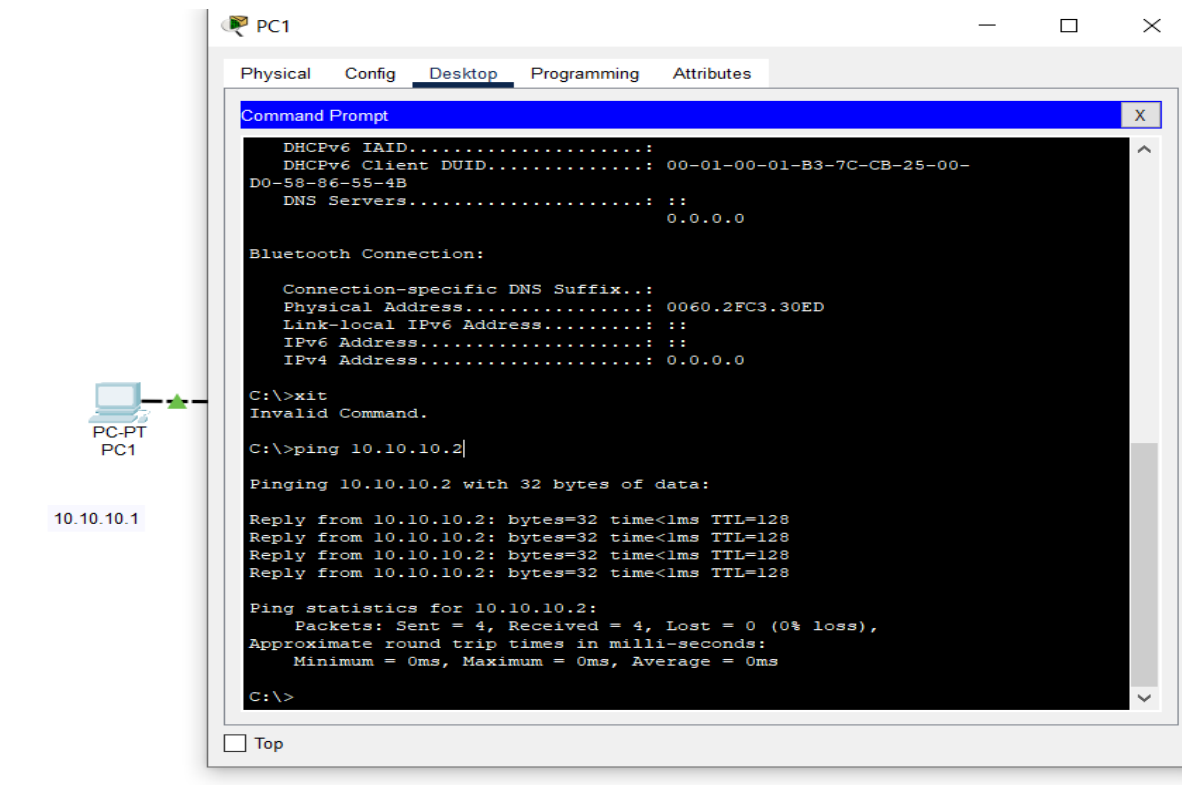 PC1
Physical Config Desktop Programming Attributes
Command Prompt X
DHCPv6 IAID......................:
DHCPv6 Client DUID..............: 00-01-00-01-B3-7C-CB-25-00-
D0-58-86-55-4B
DNS Servers.....................: ::
0.0.0.0
Bluetooth Connection:
Connection-specific DNS Suffix..:
Physical Address................: 0060.2FC3.30ED
Link-local IPv6 Address.........: ::
IPv6 Address....................: ::
IPv4 Address....................: 0.0.0.0
C:\>xit
Invalid Command.
C:\>ping 10.10.10.2
Pinging 10.10.10.2 with 32 bytes of data:
Reply from 10.10.10.2: bytes=32 time<1ms TTL=128
Reply from 10.10.10.2: bytes=32 time<1ms TTL=128
Reply from 10.10.10.2: bytes=32 time<1ms TTL=128
Reply from 10.10.10.2: bytes=32 time<1ms TTL=128
Ping statistics for 10.10.10.2:
Packets: Sent = 4, Received = 4, Lost = 0 (0% loss),
Approximate round trip times in milli-seconds:
Minimum = 0ms, Maximum = 0ms, Average = 0ms
C:\>
Top
PC-PT
PC1
10.10.10.1